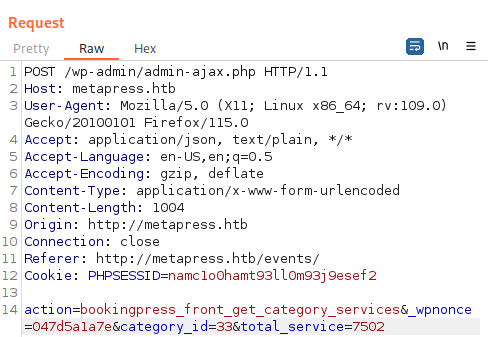 Request
Pretty Raw Hex \n ≡
1 POST /wp-admin/admin-ajax.php HTTP/1.1
2 Host: metapress.htb
3 User-Agent: Mozilla/5.0 (X11; Linux x86_64; rv:109.0)
Gecko/20100101 Firefox/115.0
4 Accept: application/json, text/plain, */*
5 Accept-Language: en-US,en;q=0.5
6 Accept-Encoding: gzip, deflate
7 Content-Type: application/x-www-form-urlencoded
8 Content-Length: 1004
9 Origin: http://metapress.htb
10 Connection: close
11 Referer: http://metapress.htb/events/
12 Cookie: PHPSESSID=namc1o0hamt93ll0m93j9esef2
13
14 action=bookingpress_front_get_category_services&_wpnonce
=047d5a1a7e&category_id=33&total_service=7502